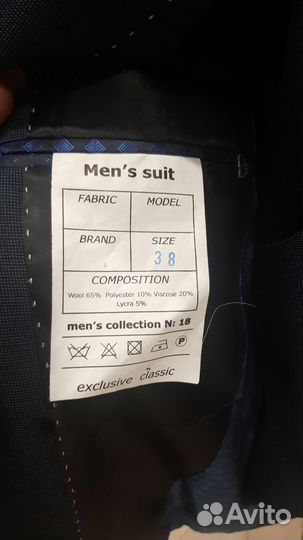 Men's suit
FABRIC MODEL
BRAND SIZE
38
COMPOSITION
Wool 65% Polyester 10% Viscose 20%
Lycra 5%
men's collection N: 18
P
exclusive classic
Avito